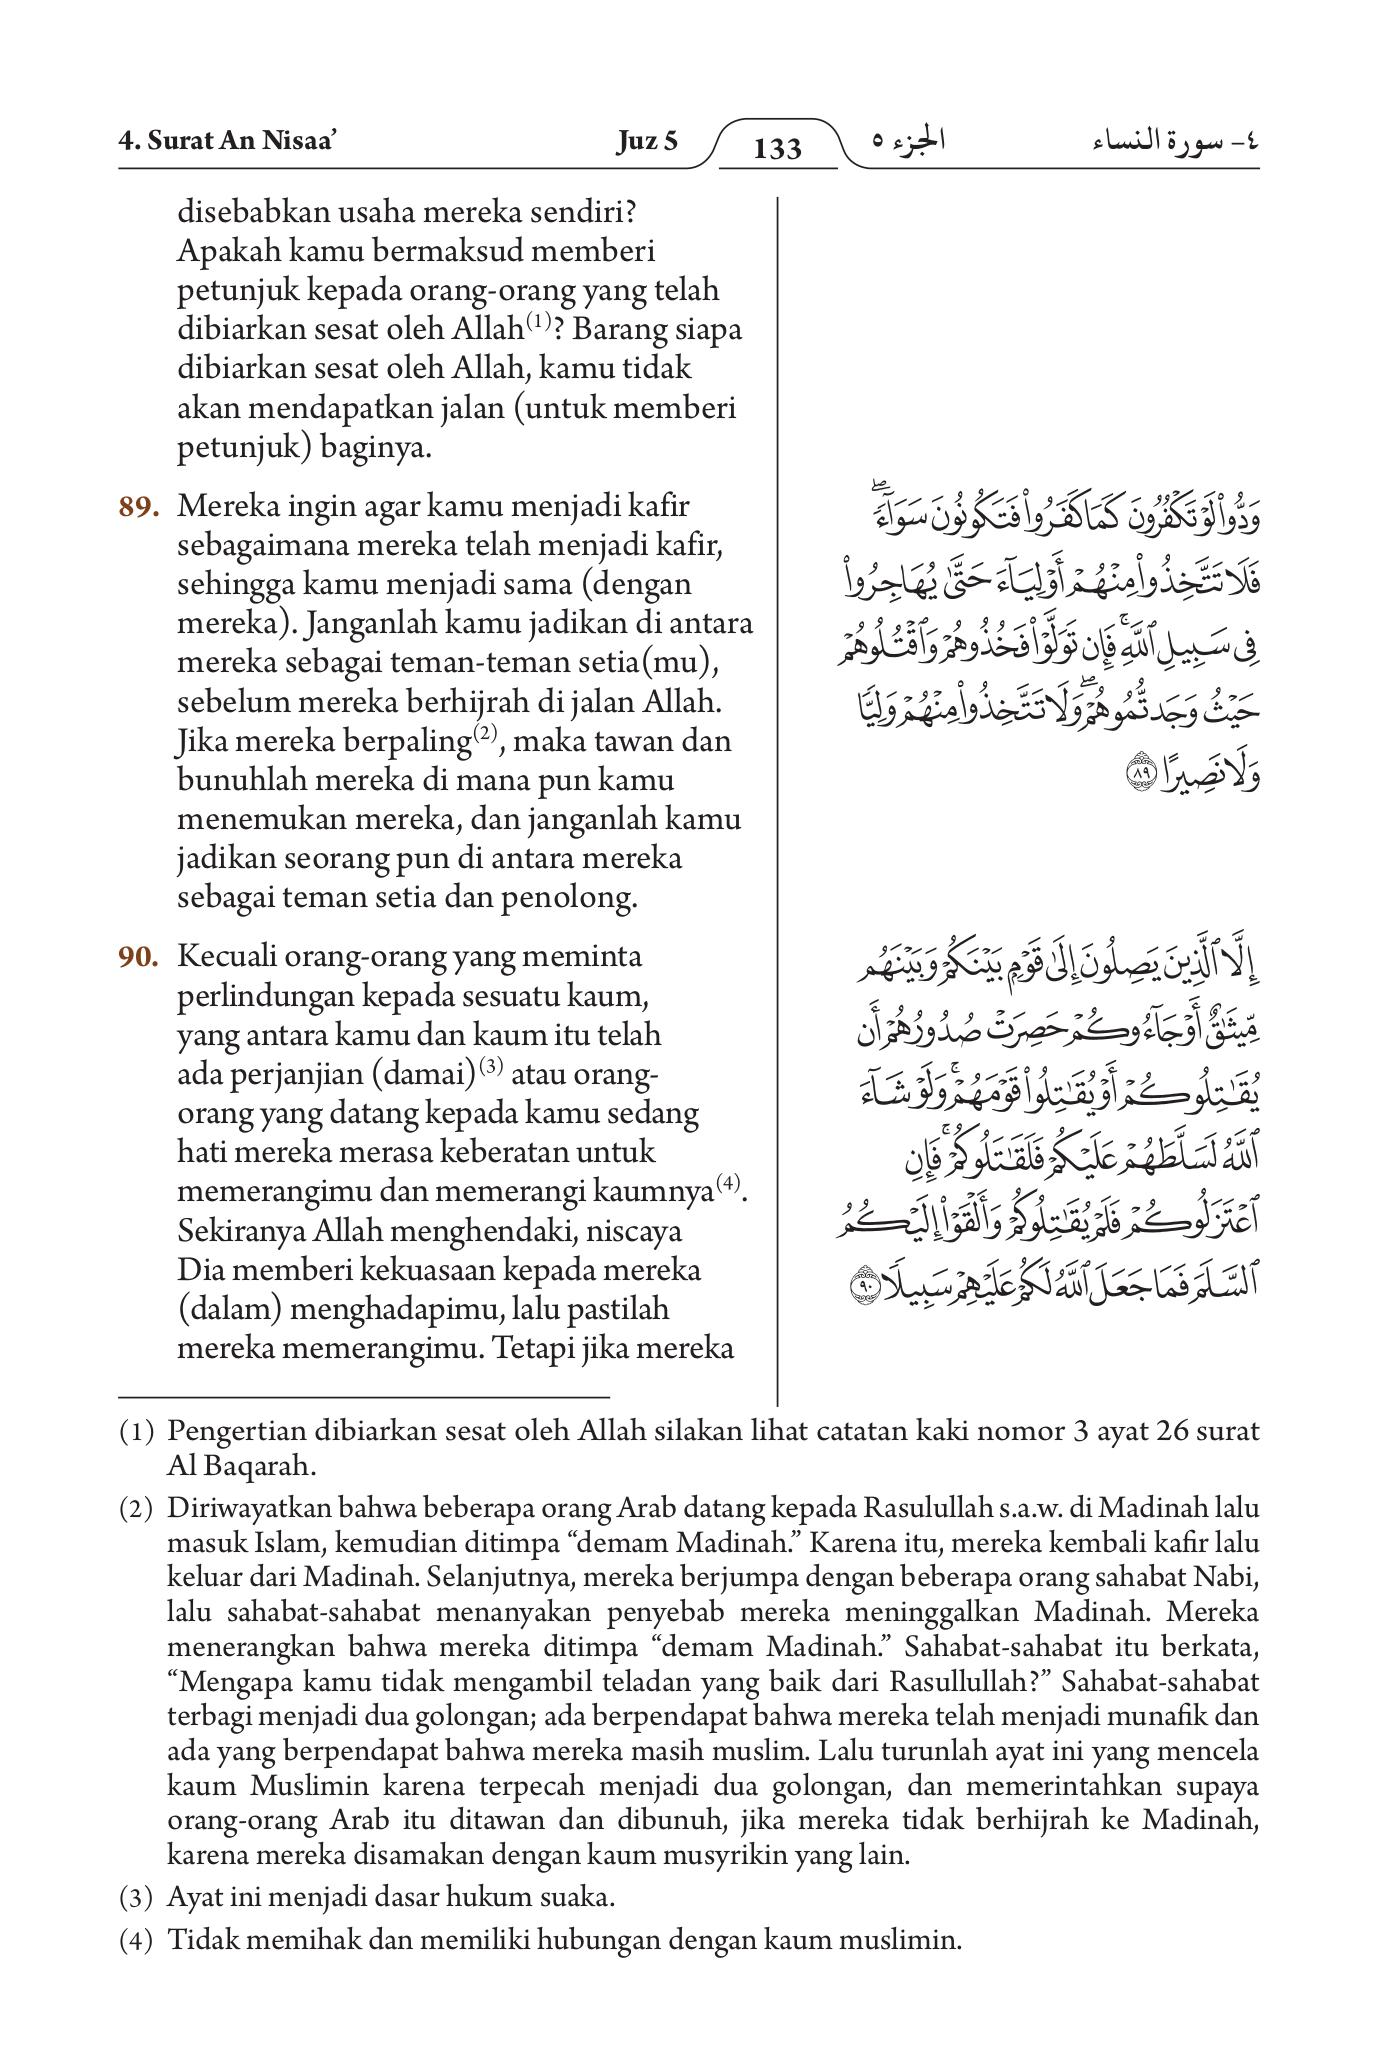 4. Surat An Nisaa’ Juz 5 133 الجزء ٥ ٤- سورة النساء
disebabkan usaha mereka sendiri?
Apakah kamu bermaksud memberi
petunjuk kepada orang-orang yang telah
dibiarkan sesat oleh Allah(1)? Barang siapa
dibiarkan sesat oleh Allah, kamu tidak
akan mendapatkan jalan (untuk memberi
petunjuk) baginya.
89. Mereka ingin agar kamu menjadi kafir
sebagaimana mereka telah menjadi kafir,
sehingga kamu menjadi sama (dengan
mereka). Janganlah kamu jadikan di antara
mereka sebagai teman-teman setia(mu),
sebelum mereka berhijrah di jalan Allah.
Jika mereka berpaling(2), maka tawan dan
bunuhlah mereka di mana pun kamu
menemukan mereka, dan janganlah kamu
jadikan seorang pun di antara mereka
sebagai teman setia dan penolong.
90. Kecuali orang-orang yang meminta
perlindungan kepada sesuatu kaum,
yang antara kamu dan kaum itu telah
ada perjanjian (damai)(3) atau orang-
orang yang datang kepada kamu sedang
hati mereka merasa keberatan untuk
memerangimu dan memerangi kaumnya(4).
Sekiranya Allah menghendaki, niscaya
Dia memberi kekuasaan kepada mereka
(dalam) menghadapimu, lalu pastilah
mereka memerangimu. Tetapi jika mereka
وَدُّوا۟ لَوْ تَكْفُرُونَ كَمَا كَفَرُوا۟ فَتَكُونُونَ سَوَآءً ۖ
فَلَا تَتَّخِذُوا۟ مِنْهُمْ أَوْلِيَآءَ حَتَّىٰ يُهَاجِرُوا۟
فِى سَبِيلِ ٱللَّهِ ۚ فَإِن تَوَلَّوْا۟ فَخُذُوهُمْ وَٱقْتُلُوهُمْ
حَيْثُ وَجَدتُّمُوهُمْ ۖ وَلَا تَتَّخِذُوا۟ مِنْهُمْ وَلِيًّا
وَلَا نَصِيرًا ٨٩
إِلَّا ٱلَّذِينَ يَصِلُونَ إِلَىٰ قَوْمٍۭ بَيْنَكُمْ وَبَيْنَهُم
مِّيثَـٰقٌ أَوْ جَآءُوكُمْ حَصِرَتْ صُدُورُهُمْ أَن
يُقَـٰتِلُوكُمْ أَوْ يُقَـٰتِلُوا۟ قَوْمَهُمْ ۚ وَلَوْ شَآءَ
ٱللَّهُ لَسَلَّطَهُمْ عَلَيْكُمْ فَلَقَـٰتَلُوكُمْ ۚ فَإِنِ
ٱعْتَزَلُوكُمْ فَلَمْ يُقَـٰتِلُوكُمْ وَأَلْقَوْا۟ إِلَيْكُمُ
ٱلسَّلَمَ فَمَا جَعَلَ ٱللَّهُ لَكُمْ عَلَيْهِمْ سَبِيلًا ٩٠
(1) Pengertian dibiarkan sesat oleh Allah silakan lihat catatan kaki nomor 3 ayat 26 surat
Al Baqarah.
(2) Diriwayatkan bahwa beberapa orang Arab datang kepada Rasulullah s.a.w. di Madinah lalu
masuk Islam, kemudian ditimpa “demam Madinah.” Karena itu, mereka kembali kafir lalu
keluar dari Madinah. Selanjutnya, mereka berjumpa dengan beberapa orang sahabat Nabi,
lalu sahabat-sahabat menanyakan penyebab mereka meninggalkan Madinah. Mereka
menerangkan bahwa mereka ditimpa “demam Madinah.” Sahabat-sahabat itu berkata,
“Mengapa kamu tidak mengambil teladan yang baik dari Rasullullah?” Sahabat-sahabat
terbagi menjadi dua golongan; ada berpendapat bahwa mereka telah menjadi munafik dan
ada yang berpendapat bahwa mereka masih muslim. Lalu turunlah ayat ini yang mencela
kaum Muslimin karena terpecah menjadi dua golongan, dan memerintahkan supaya
orang-orang Arab itu ditawan dan dibunuh, jika mereka tidak berhijrah ke Madinah,
karena mereka disamakan dengan kaum musyrikin yang lain.
(3) Ayat ini menjadi dasar hukum suaka.
(4) Tidak memihak dan memiliki hubungan dengan kaum muslimin.